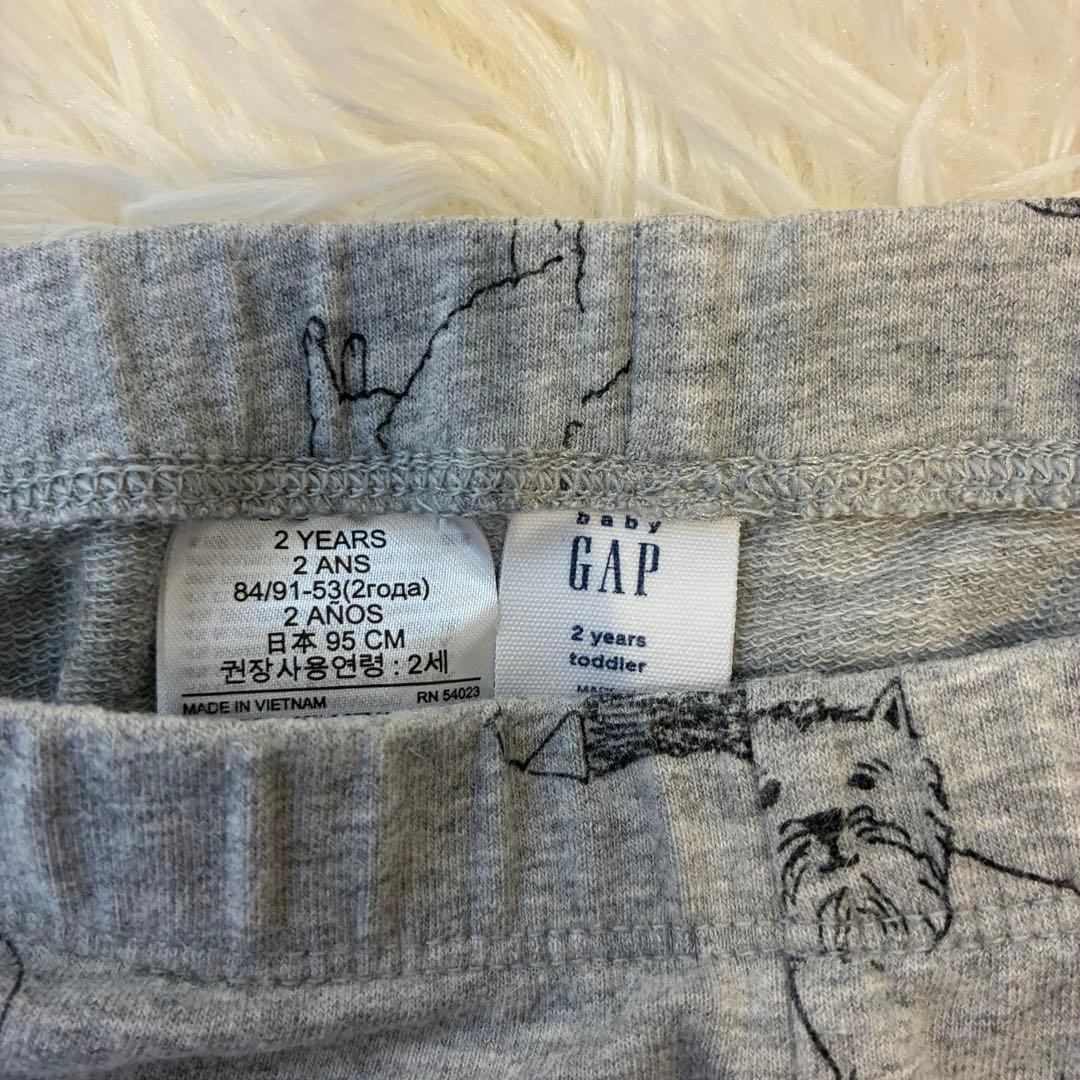 2 YEARS
2 ANS
84/91-53(2года)
2 AÑOS
日本 95 CM
권장사용연령 : 2세
MADE IN VIETNAM RN 54023
baby
GAP
2 years
toddler